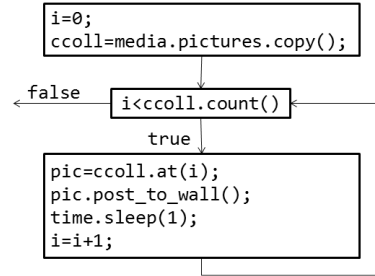 i=0;
ccoll=media.pictures.copy();
false
i<ccoll.count()
true
pic=ccoll.at(i);
pic.post_to_wall();
time.sleep(1);
i=i+1;